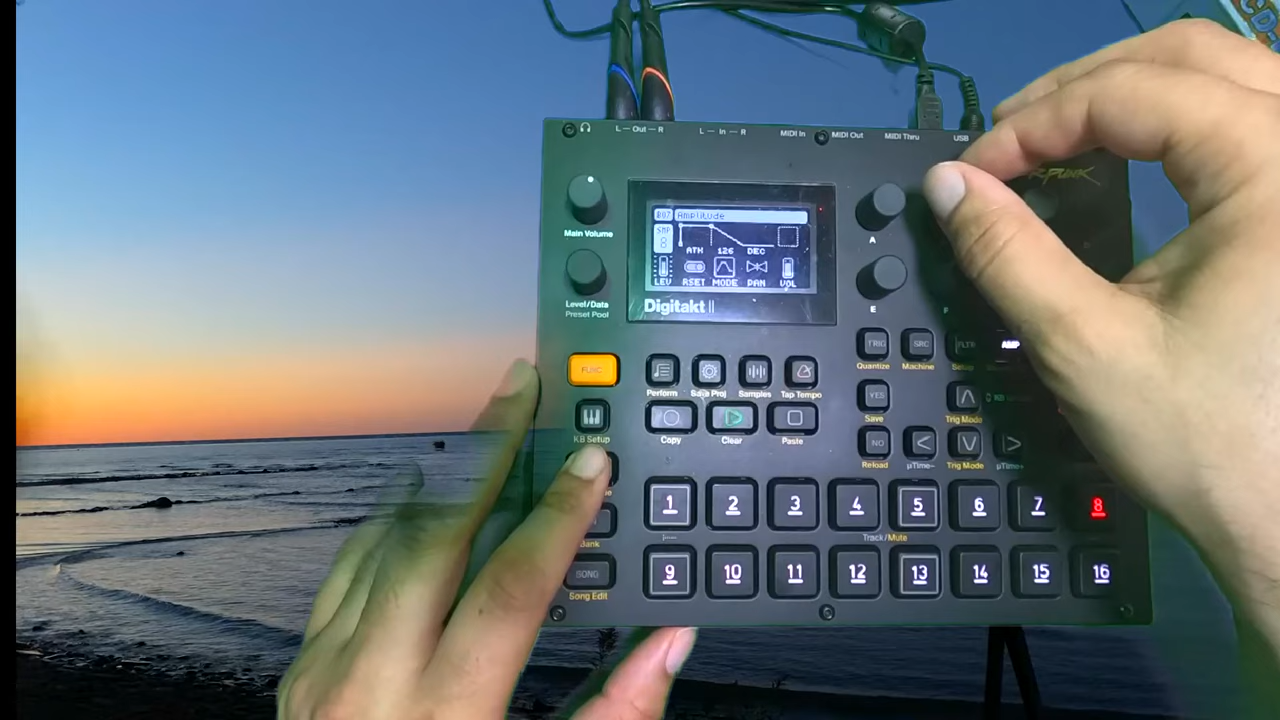 CD-
L — Out — R
L — In — R
MIDI In
MIDI Out
MIDI Thru
USB
RPUNK
Main Volume
A
Level/Data
Preset Pool
E
F
B07 Amplitude
SMP
8
ATK 126 DEC
LEV RSET MODE PAN VOL
Digitakt II
TRIG SRC FLTR AMP
Quantize Machine
FUNC
Perform Save Proj Samples Tap Tempo
YES
Save Trig Mode
KB Setup
Copy Clear Paste
NO
Reload µTime- Trig Mode µTime+
1 2 3 4 5 6 7 8
Bank
Track/Mute
SONG
Song Edit
9 10 11 12 13 14 15 16